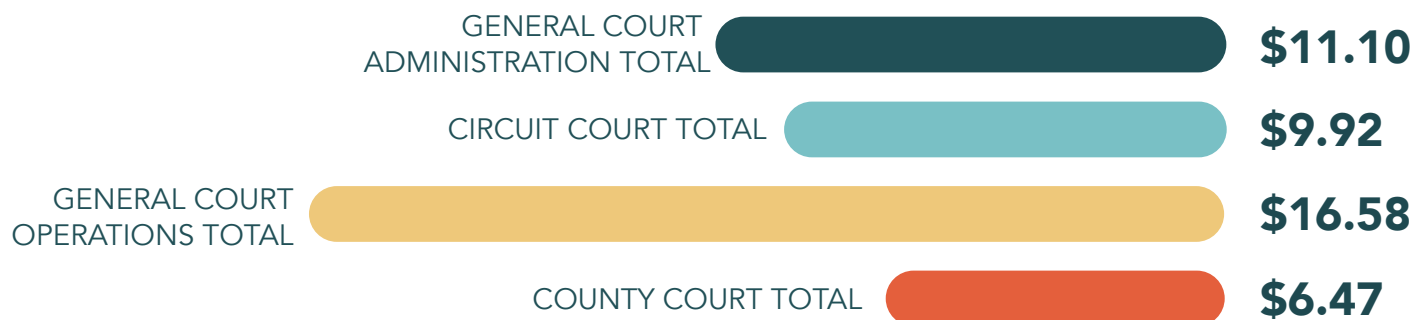 GENERAL COURT
ADMINISTRATION TOTAL
$11.10
CIRCUIT COURT TOTAL
$9.92
GENERAL COURT
OPERATIONS TOTAL
$16.58
COUNTY COURT TOTAL
$6.47